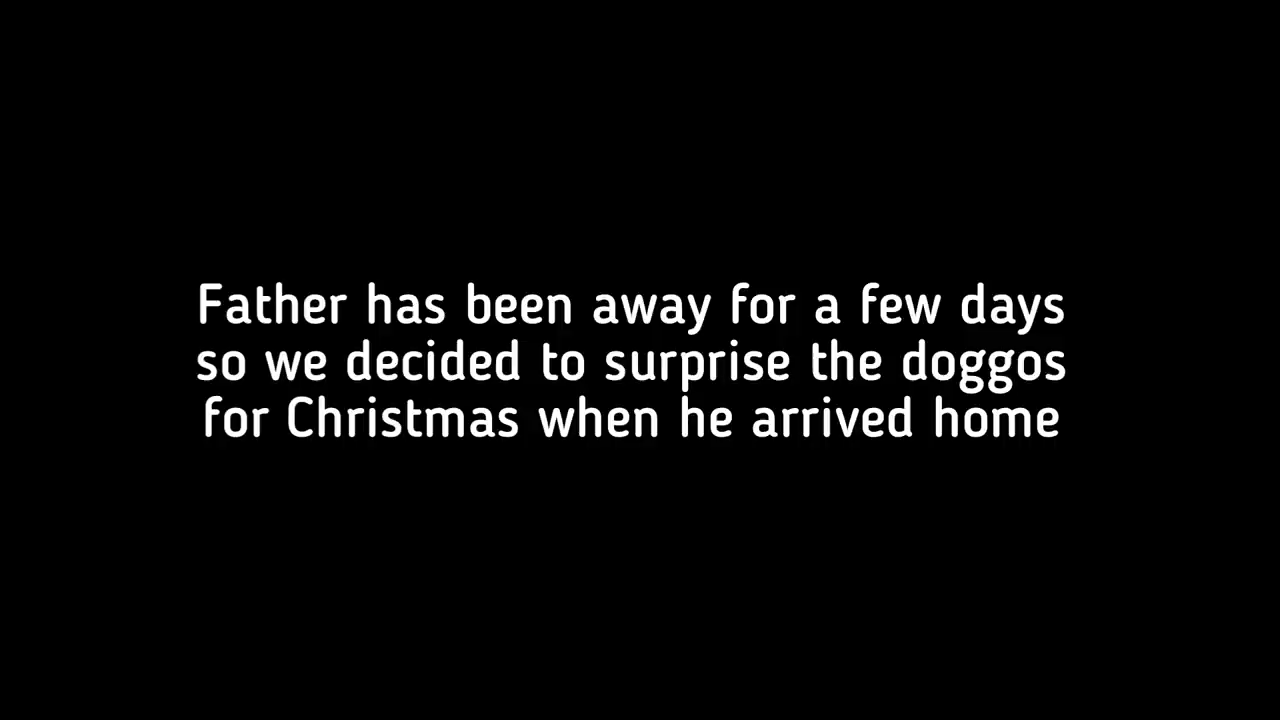 Father has been away for a few days
so we decided to surprise the doggos
for Christmas when he arrived home